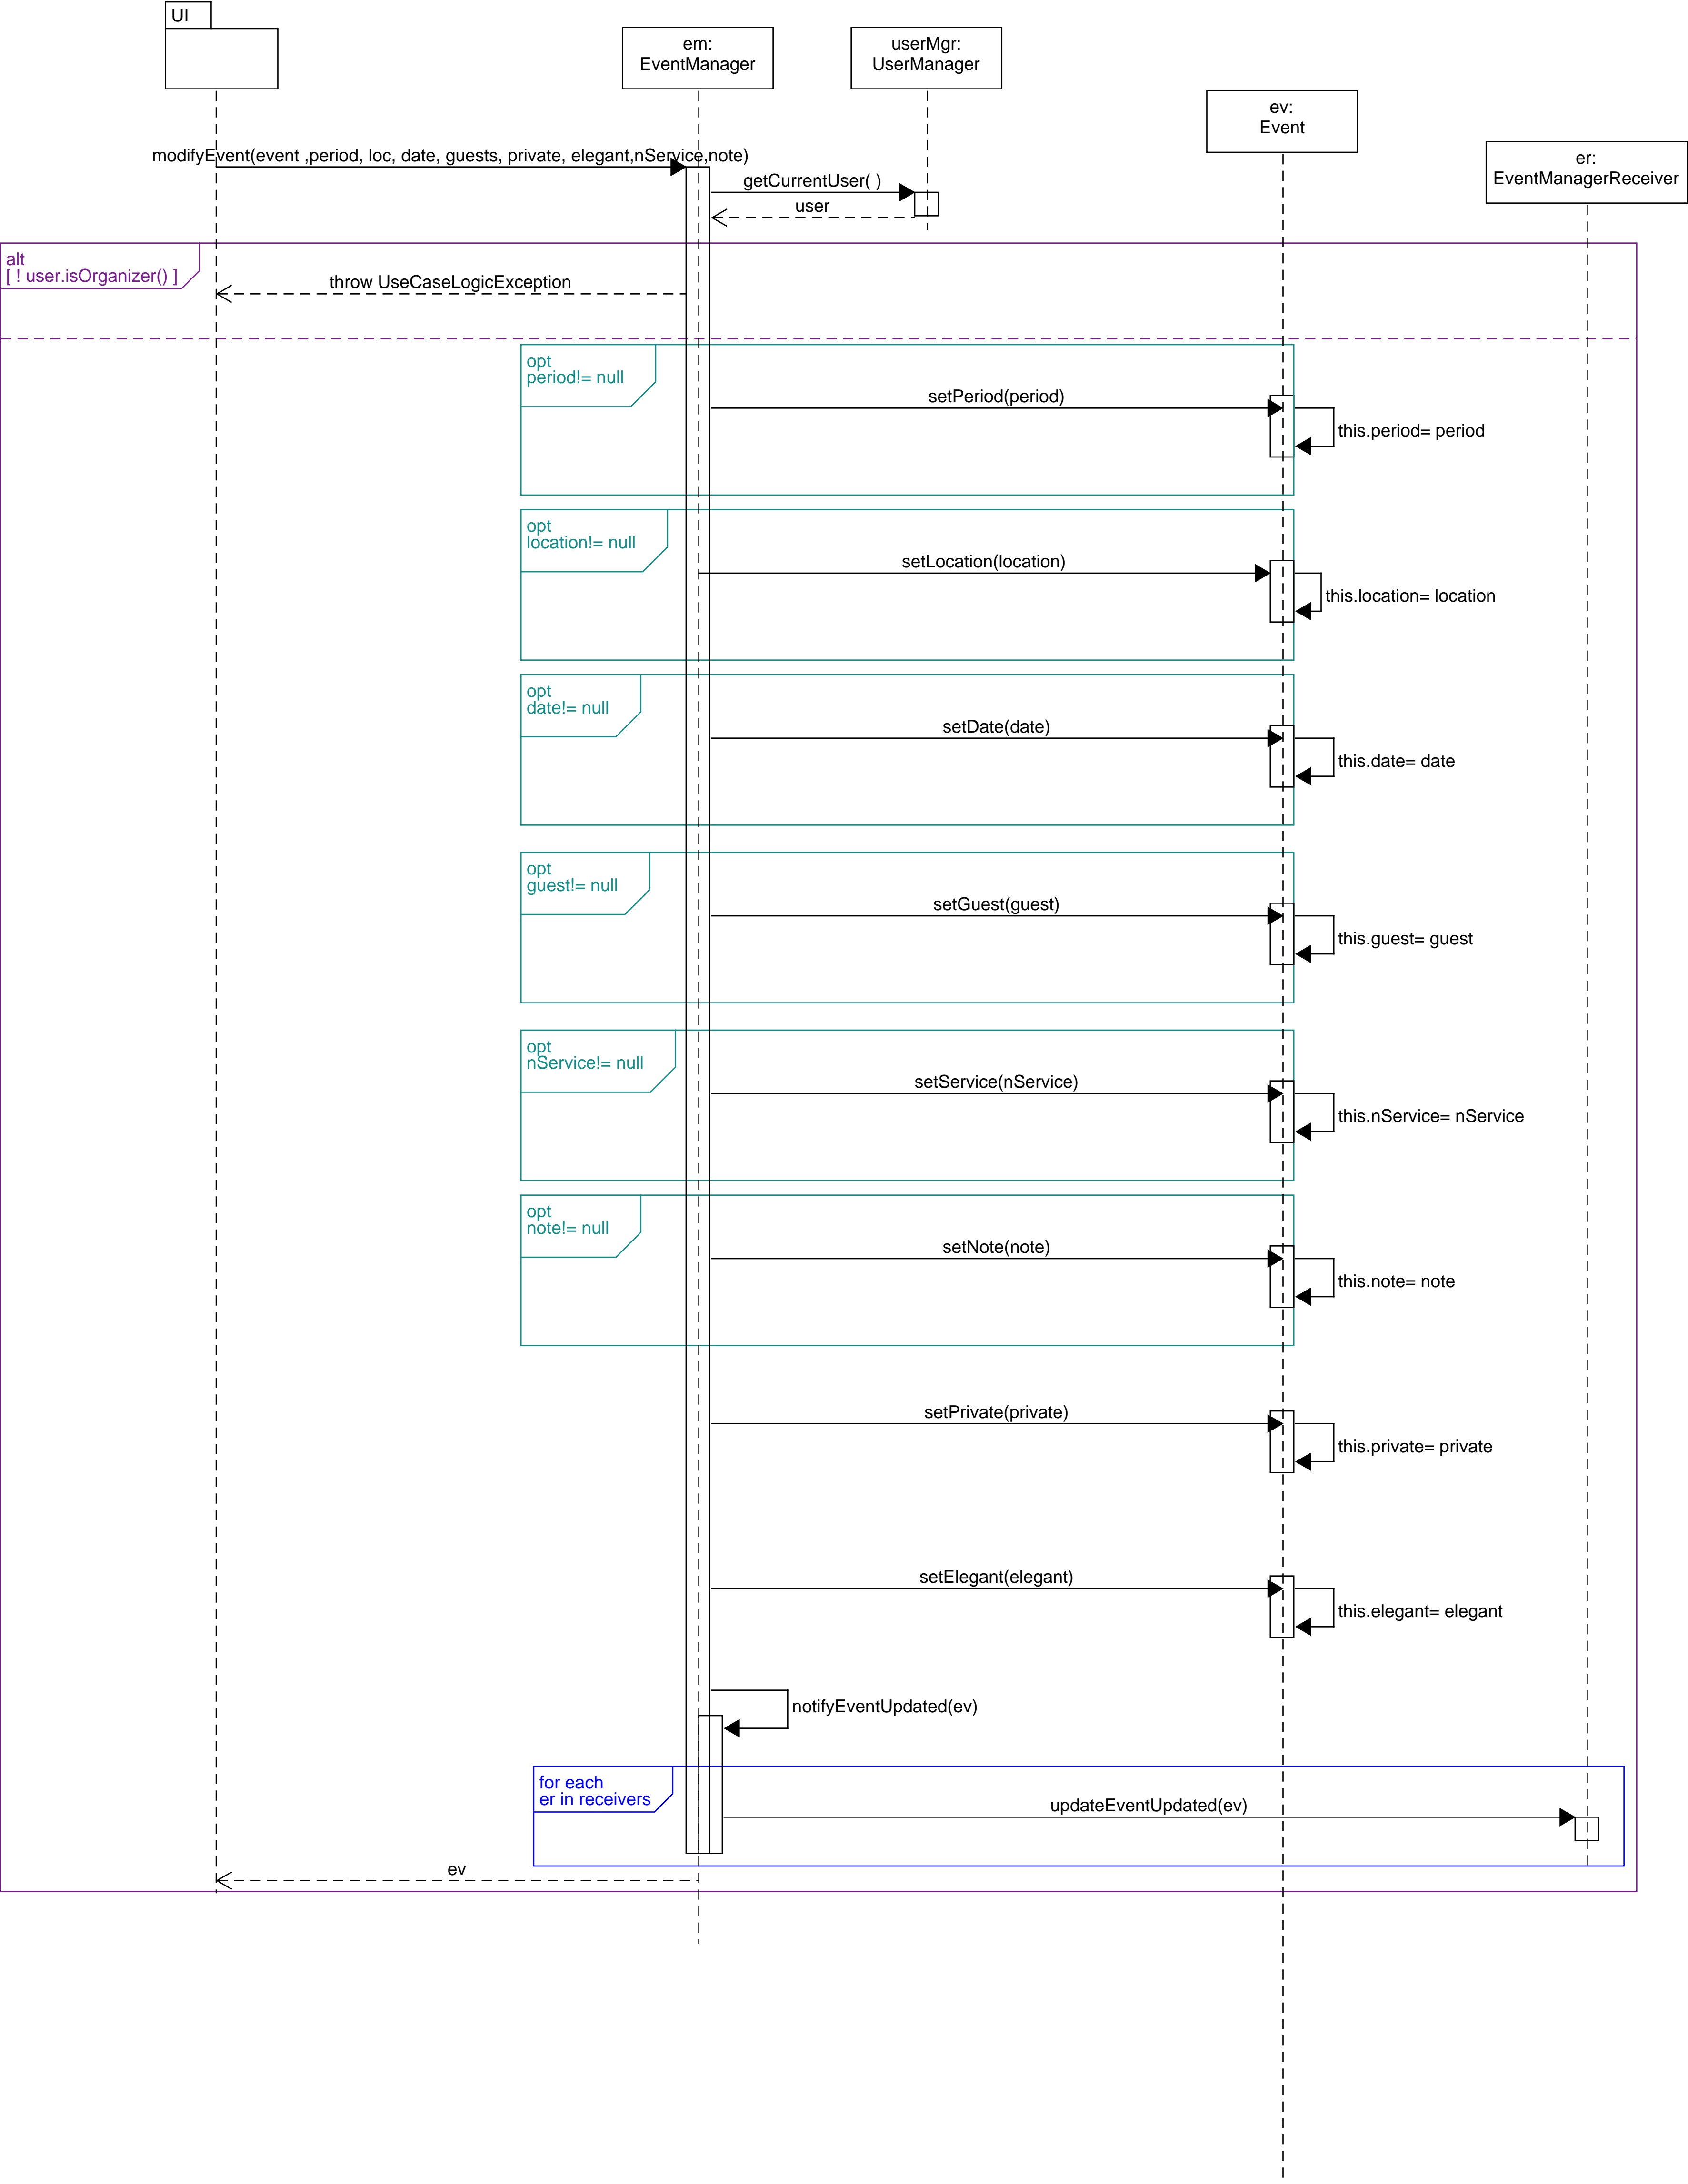 UI
em:
EventManager
userMgr:
UserManager
ev:
Event
er:
EventManagerReceiver
modifyEvent(event ,period, loc, date, guests, private, elegant,nService,note)
getCurrentUser( )
user
alt
[ ! user.isOrganizer() ]
throw UseCaseLogicException
opt
period!= null
setPeriod(period)
this.period= period
opt
location!= null
setLocation(location)
this.location= location
opt
date!= null
setDate(date)
this.date= date
opt
guest!= null
setGuest(guest)
this.guest= guest
opt
nService!= null
setService(nService)
this.nService= nService
opt
note!= null
setNote(note)
this.note= note
setPrivate(private)
this.private= private
setElegant(elegant)
this.elegant= elegant
notifyEventUpdated(ev)
for each
er in receivers
updateEventUpdated(ev)
ev